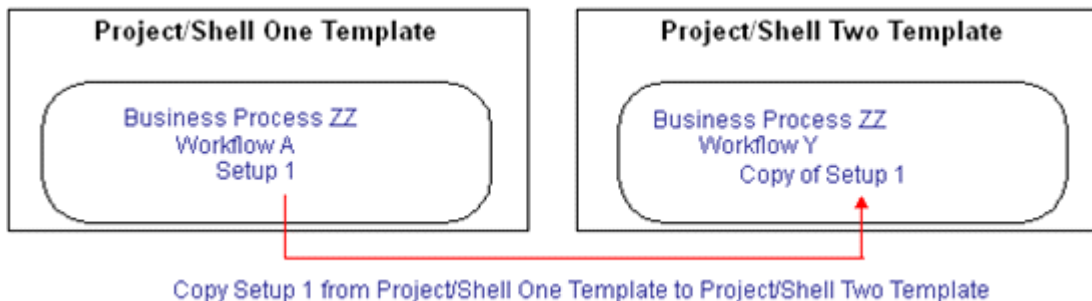 Project/Shell One Template
Business Process ZZ
Workflow A
Setup 1
Project/Shell Two Template
Business Process ZZ
Workflow Y
Copy of Setup 1
Copy Setup 1 from Project/Shell One Template to Project/Shell Two Template